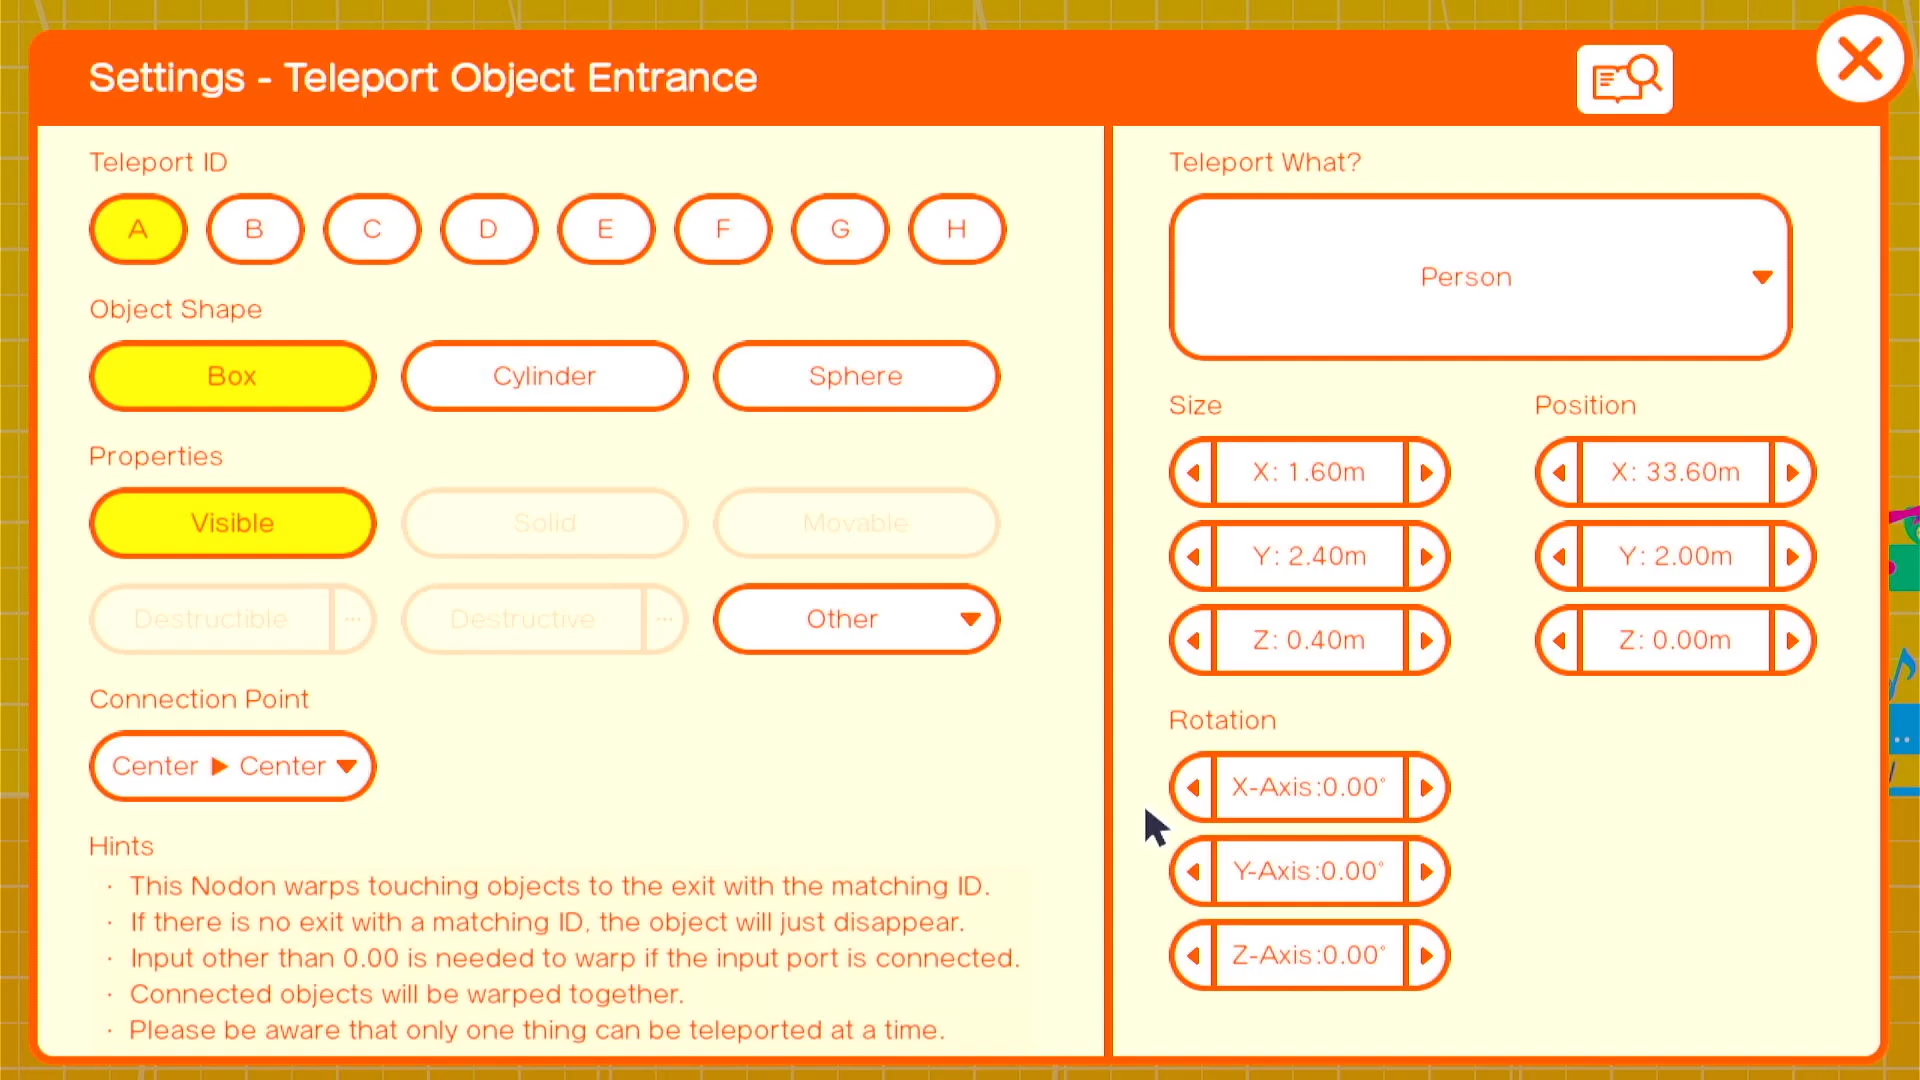 Settings - Teleport Object Entrance
Teleport ID
A B C D E F G H
Object Shape
Box Cylinder Sphere
Properties
Visible Solid Movable
Destructible ... Destructive ... Other
Connection Point
Center ▶ Center
Hints
· This Nodon warps touching objects to the exit with the matching ID.
· If there is no exit with a matching ID, the object will just disappear.
· Input other than 0.00 is needed to warp if the input port is connected.
· Connected objects will be warped together.
· Please be aware that only one thing can be teleported at a time.
Teleport What?
Person
Size
X: 1.60m
Y: 2.40m
Z: 0.40m
Position
X: 33.60m
Y: 2.00m
Z: 0.00m
Rotation
X-Axis:0.00°
Y-Axis:0.00°
Z-Axis:0.00°